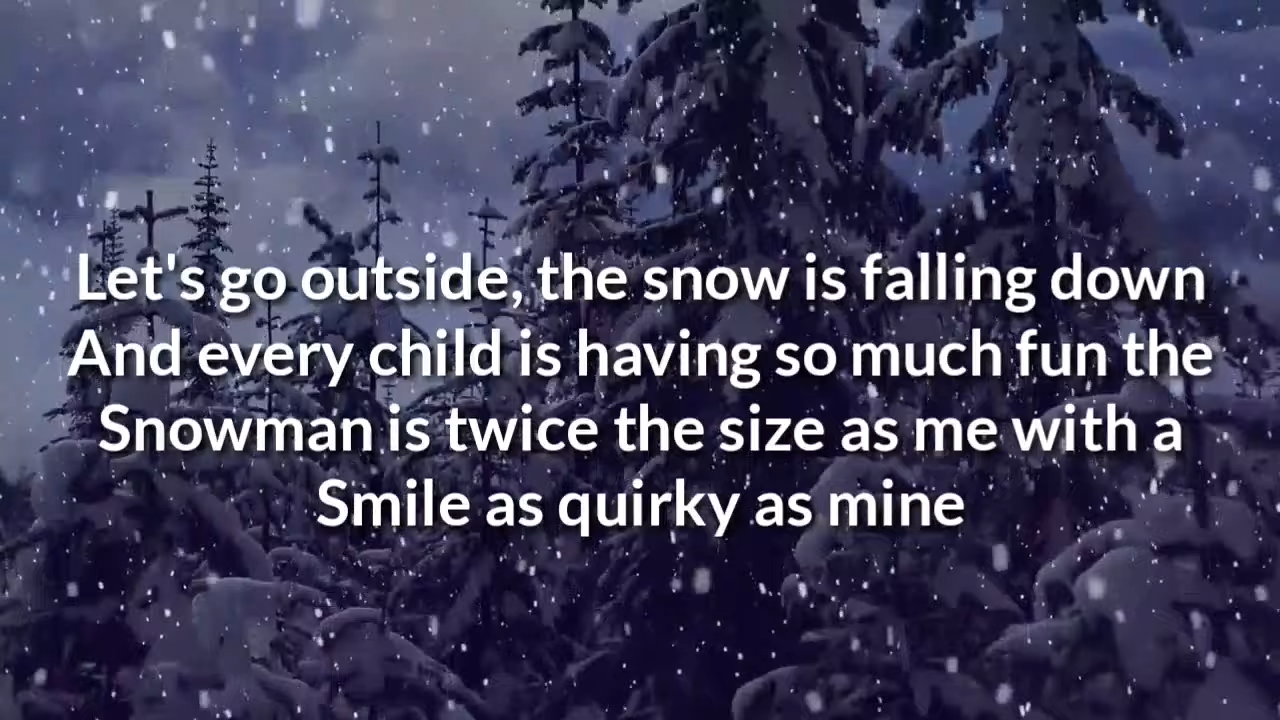 Let's go outside, the snow is falling down
And every child is having so much fun the
Snowman is twice the size as me with a
Smile as quirky as mine